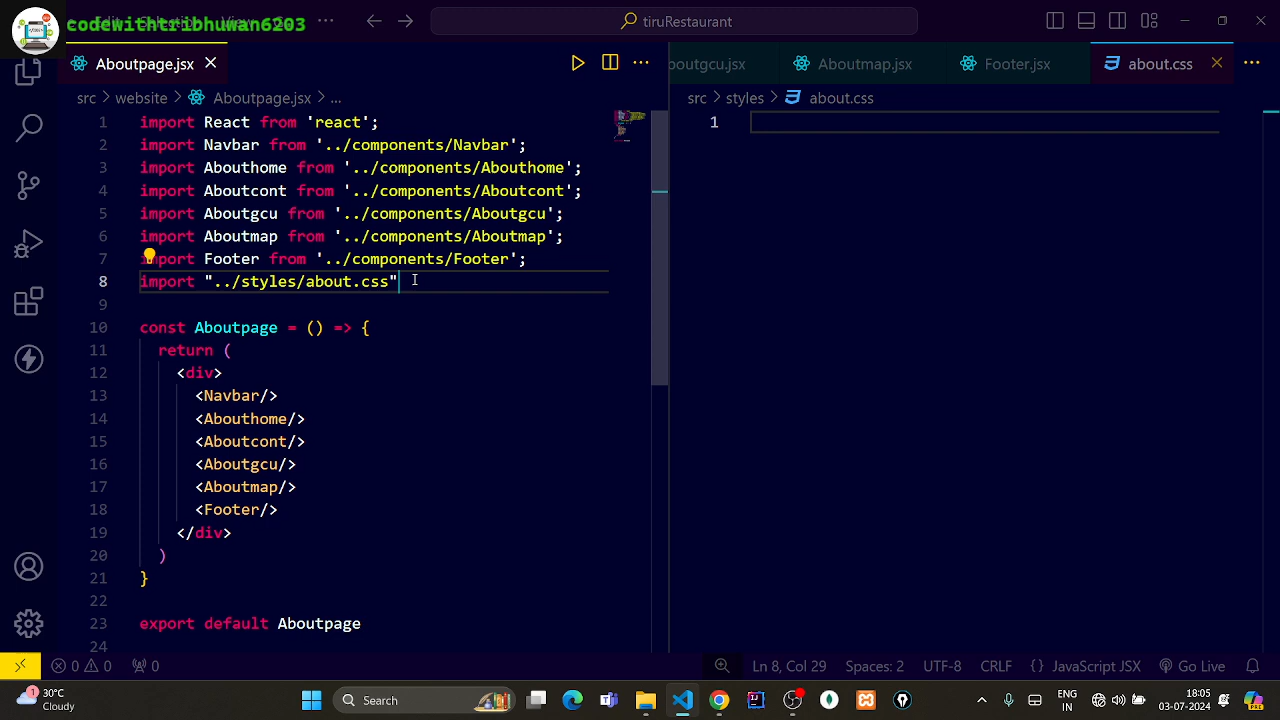 codewithtribhuwan6203
tiruRestaurant
Aboutpage.jsx
outgcu.jsx
Aboutmap.jsx
Footer.jsx
about.css
src > website > Aboutpage.jsx > ...
src > styles > about.css
1 import React from 'react';
2 import Navbar from '../components/Navbar';
3 import Abouthome from '../components/Abouthome';
4 import Aboutcont from '../components/Aboutcont';
5 import Aboutgcu from '../components/Aboutgcu';
6 import Aboutmap from '../components/Aboutmap';
7 import Footer from '../components/Footer';
8 import "../styles/about.css"
9
10 const Aboutpage = () => {
11 return (
12 <div>
13 <Navbar/>
14 <Abouthome/>
15 <Aboutcont/>
16 <Aboutgcu/>
17 <Aboutmap/>
18 <Footer/>
19 </div>
20 )
21 }
22
23 export default Aboutpage
24
1
0 0 0
Ln 8, Col 29 Spaces: 2 UTF-8 CRLF {} JavaScript JSX Go Live
1
30°C
Cloudy
Search
ENG
IN
18:05
03-07-2024